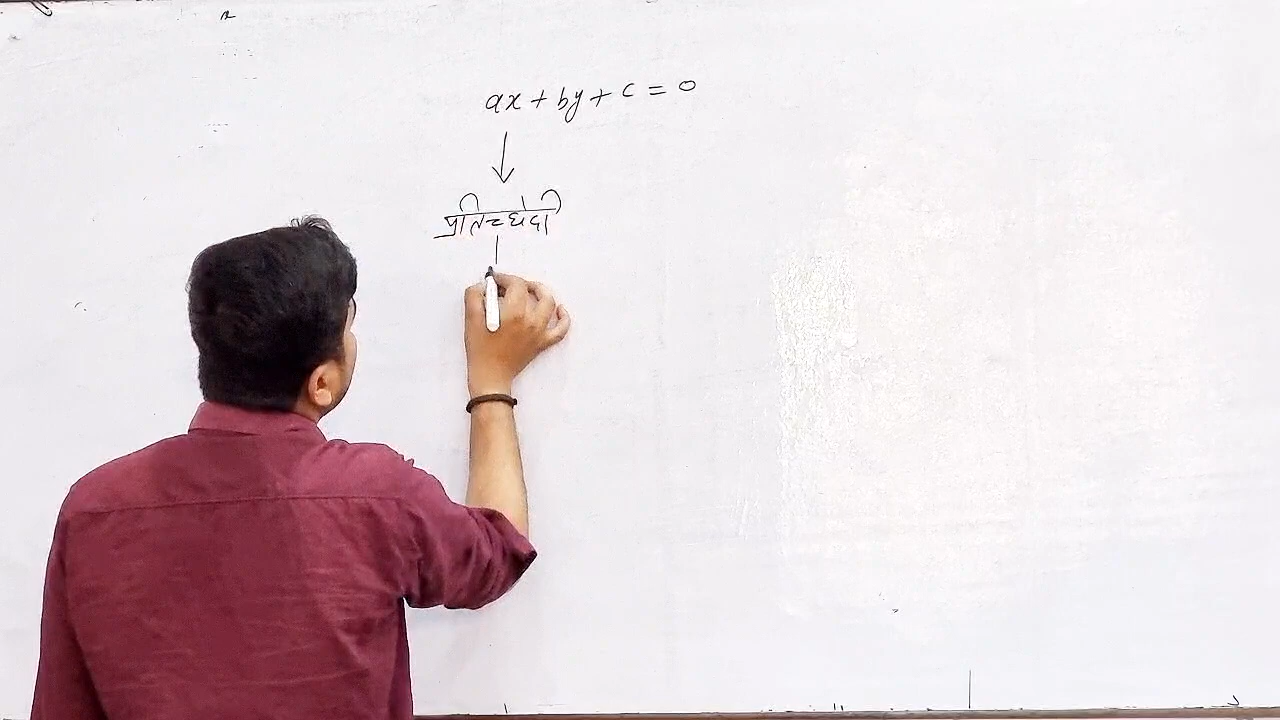 ax + by + c = 0
प्रतिच्छेदी